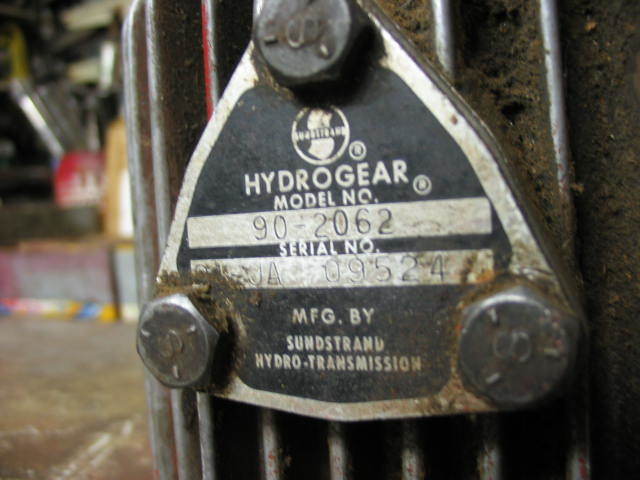 SUNDSTRAND
®
HYDROGEAR ®
MODEL NO.
90-2062
SERIAL NO.
JA 09524
MFG. BY
SUNDSTRAND
HYDRO-TRANSMISSION